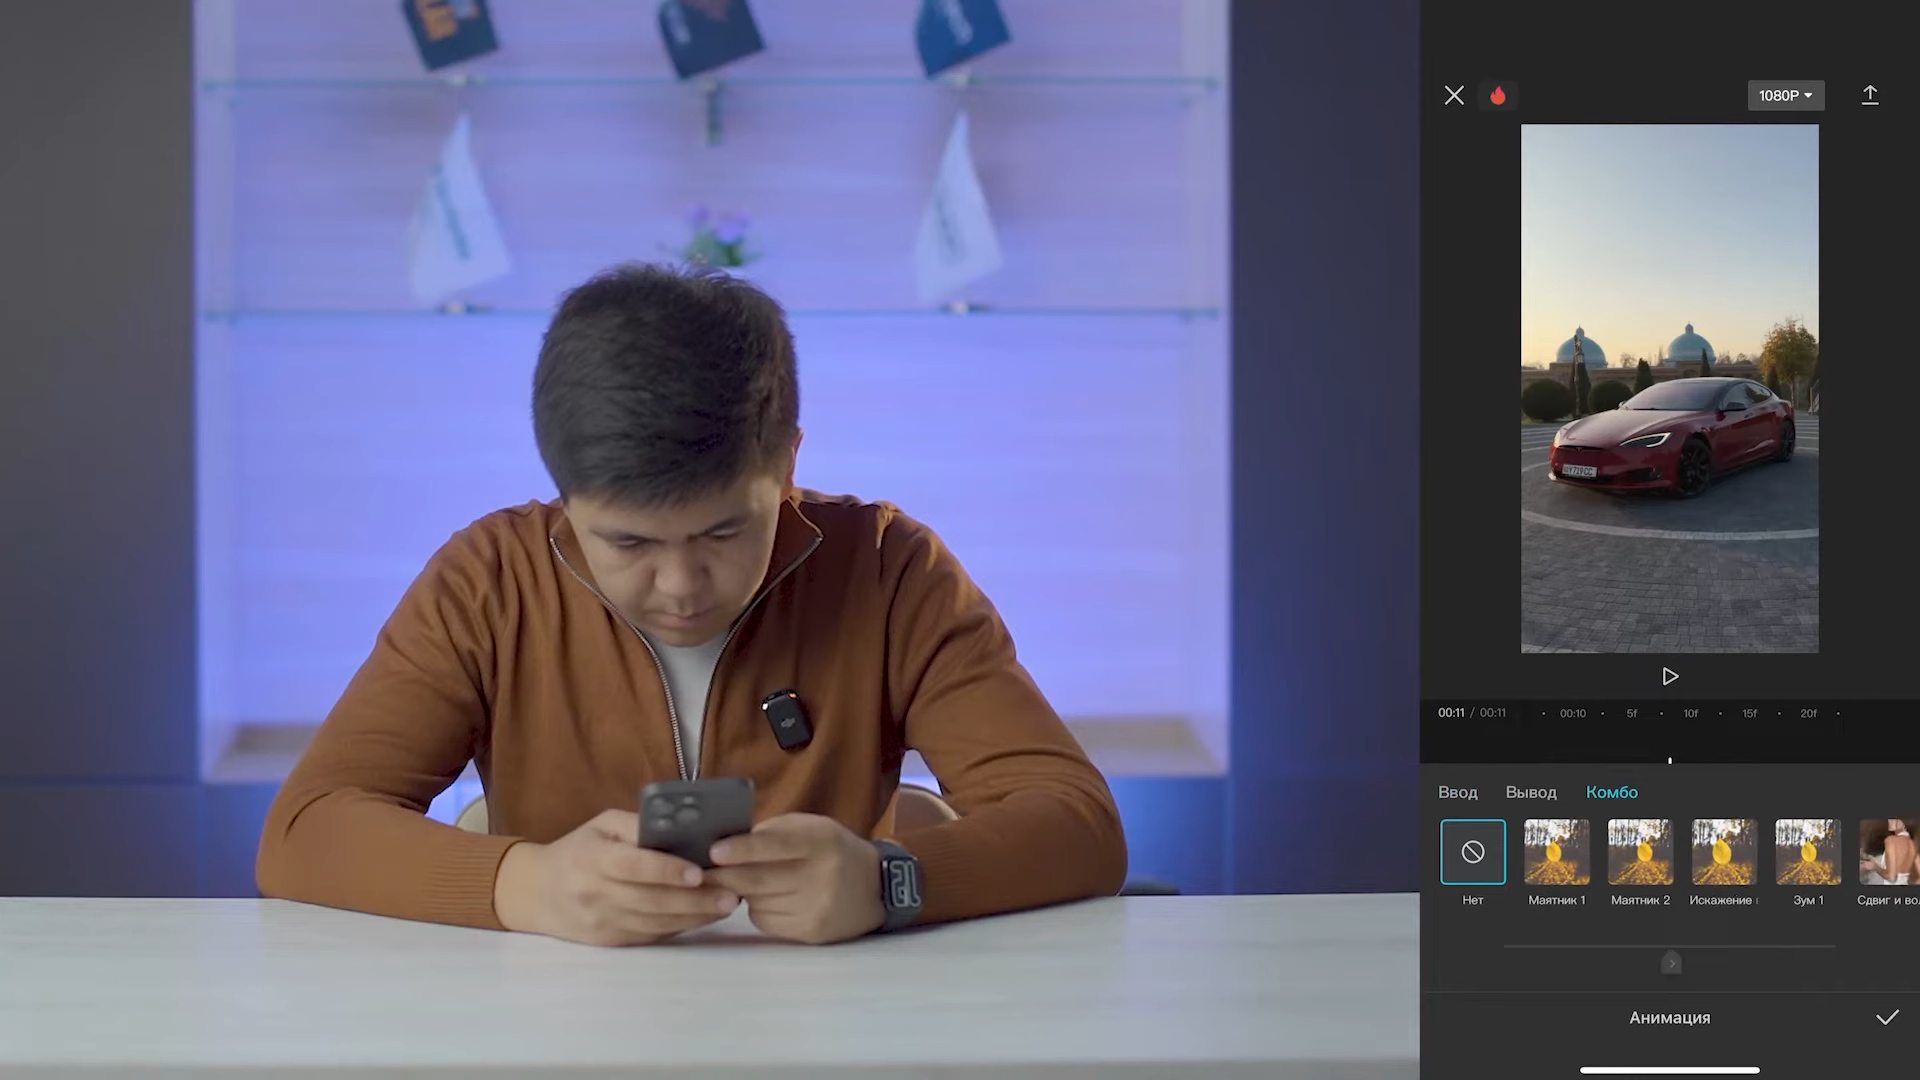 1080P
00:11 / 00:11
00:10 5f 10f 15f 20f
Ввод Вывод Комбо
Нет Маятник 1 Маятник 2 Искажение Зум 1 Сдвиг и
Анимация
dji